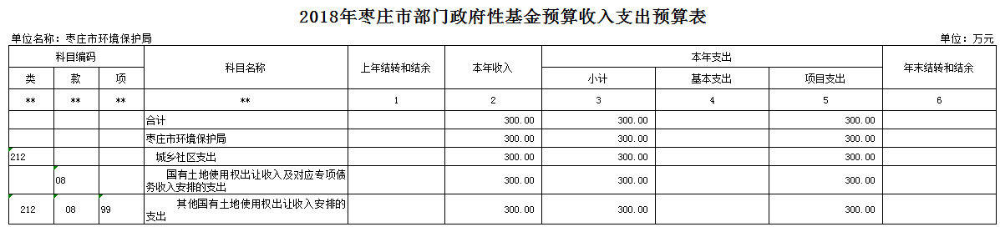 2018年枣庄市部门政府性基金预算收入支出预算表
单位名称：枣庄市环境保护局 单位：万元
科目编码 科目名称 上年结转和结余 本年收入 本年支出 年末结转和结余
类 款 项 小计 基本支出 项目支出
** ** ** ** 1 2 3 4 5 6
合计 300.00 300.00 300.00
枣庄市环境保护局 300.00 300.00 300.00
212 城乡社区支出 300.00 300.00 300.00
08 国有土地使用权出让收入及对应专项债
务收入安排的支出 300.00 300.00 300.00
212 08 99 其他国有土地使用权出让收入安排的
支出 300.00 300.00 300.00